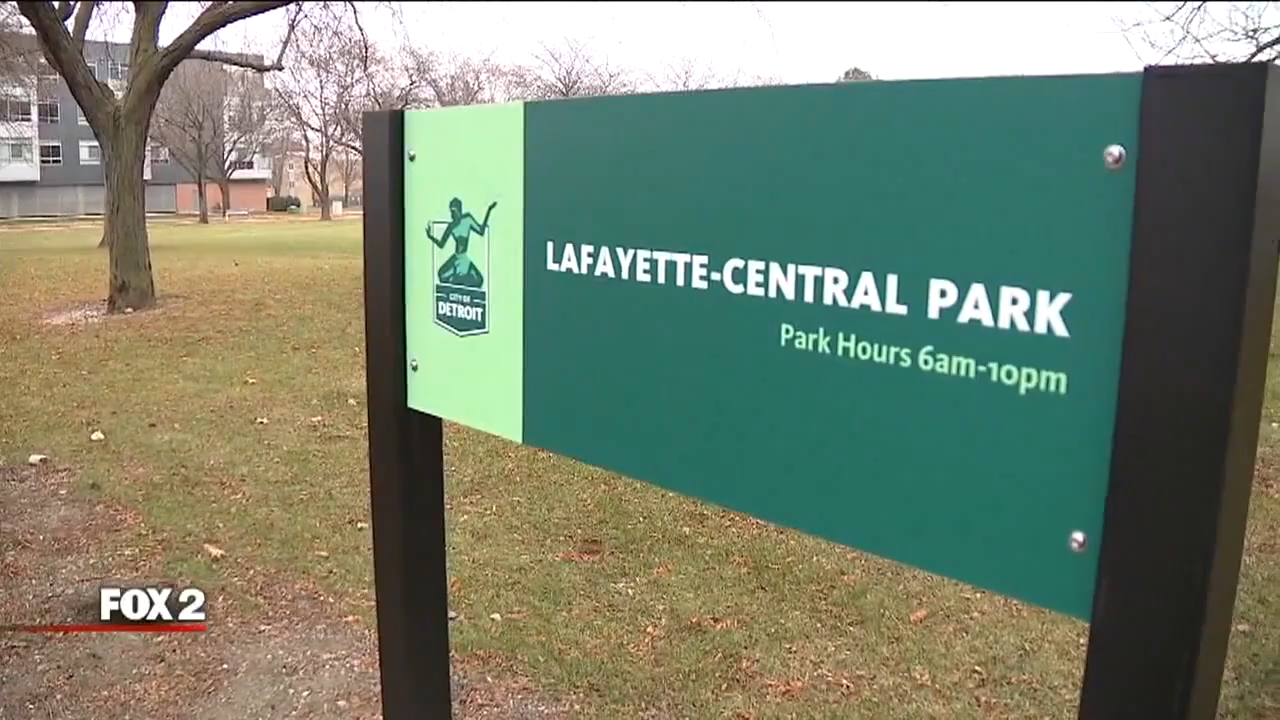 CITY OF
DETROIT
LAFAYETTE-CENTRAL PARK
Park Hours 6am-10pm
FOX 2